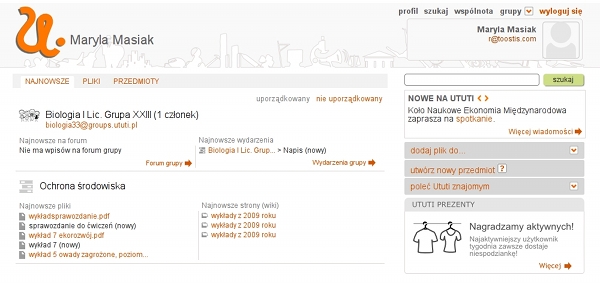 profil szukaj wspólnota grupy wyloguj się
u.
Maryla Masiak
Maryla Masiak
r@toostis.com
NAJNOWSZE PLIKI PRZEDMIOTY
szukaj
uporządkowany nie uporządkowany
Biologia I Lic. Grupa XXIII (1 członek)
biologia33@groups.ututi.pl
Najnowsze na forum
Nie ma wpisów na forum grupy
Forum grupy
Najnowsze wydarzenia
Biologia I Lic. Grup... > Napis (nowy)
Wydarzenia grupy
Ochrona środowiska
Najnowsze pliki
wykładsprawozdanie.pdf
sprawozdanie do ćwiczeń (nowy)
wykład 7 ekorozwój.pdf
wykład 7 (nowy)
wykład 5 owady zagrożone, poziom...
Najnowsze strony (wiki)
wykłady z 2009 roku
wykłady z 2009 roku
wykłady z 2009 roku
NOWE NA UTUTI
Koło Naukowe Ekonomia Międzynarodowa
zaprasza na spotkanie.
Więcej wiadomości
dodaj plik do...
utwórz nowy przedmiot ?
poleć Ututi znajomym
UTUTI PREZENTY
Nagradzamy aktywnych!
Najaktywniejszy użytkownik
tygodnia zawsze dostaje
niespodziankę!
Więcej